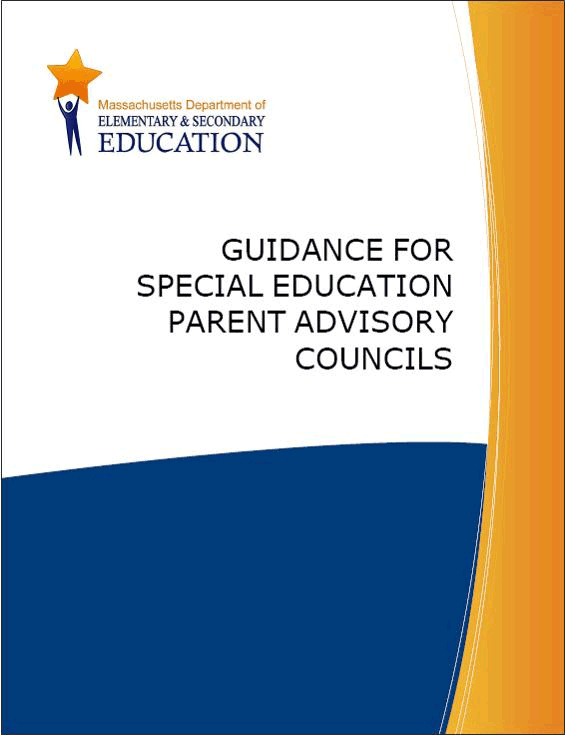 Massachusetts Department of
ELEMENTARY & SECONDARY
EDUCATION
GUIDANCE FOR
SPECIAL EDUCATION
PARENT ADVISORY
COUNCILS